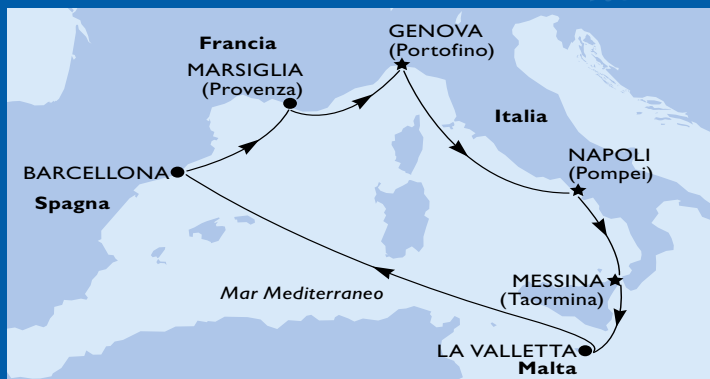 GENOVA
(Portofino)
Francia
MARSIGLIA
(Provenza)
Italia
NAPOLI
(Pompei)
BARCELLONA
Spagna
MESSINA
(Taormina)
Mar Mediterraneo
LA VALLETTA
Malta